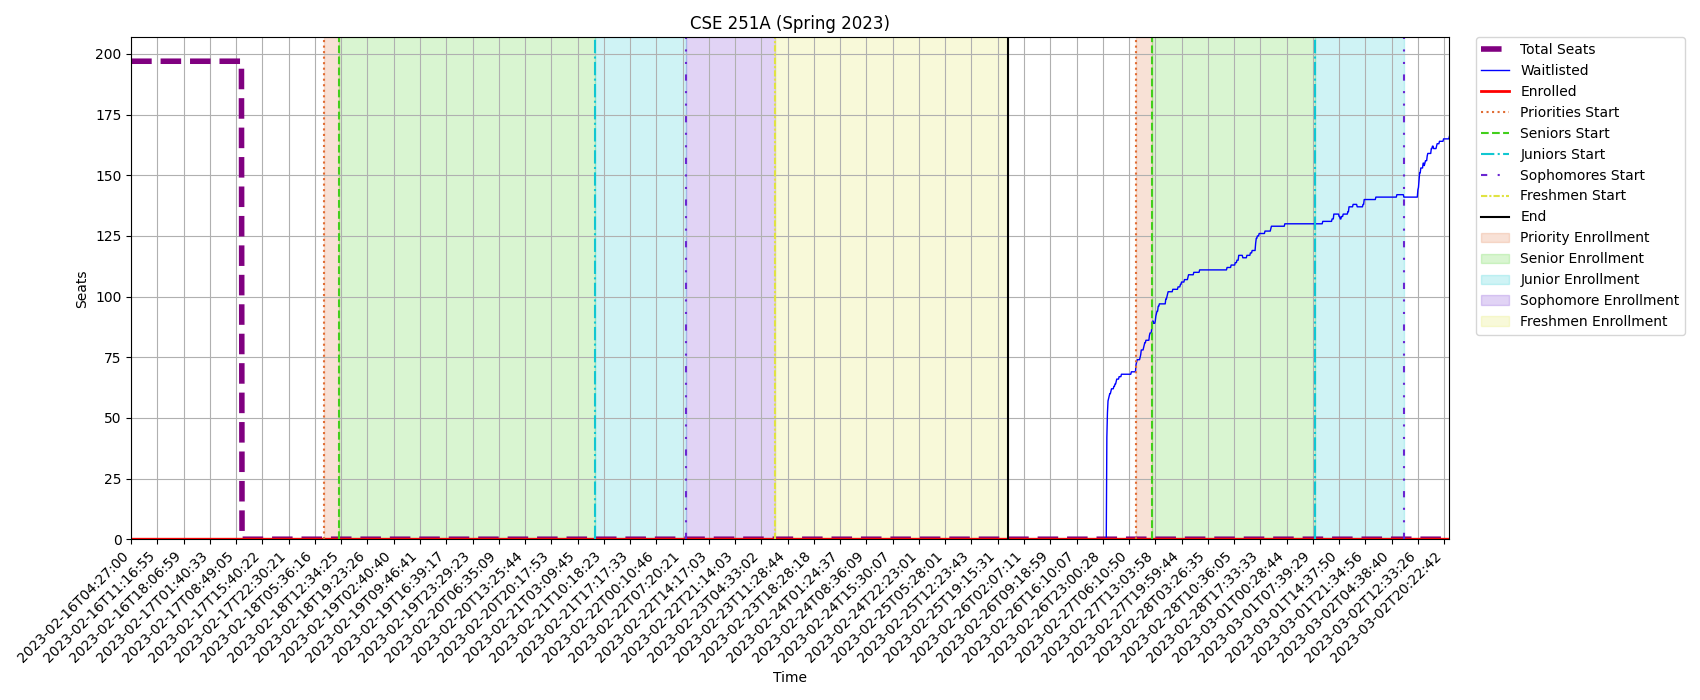 CSE 251A (Spring 2023)
Total Seats
Waitlisted
Enrolled
Priorities Start
Seniors Start
Juniors Start
Sophomores Start
Freshmen Start
End
Priority Enrollment
Senior Enrollment
Junior Enrollment
Sophomore Enrollment
Freshmen Enrollment
Seats
200
175
150
125
100
75
50
25
0
2023-02-16T04:27:00
2023-02-16T11:16:55
2023-02-16T18:06:59
2023-02-17T01:40:33
2023-02-17T08:49:05
2023-02-17T15:40:22
2023-02-17T22:30:21
2023-02-18T05:36:16
2023-02-18T12:34:25
2023-02-18T19:23:26
2023-02-19T02:40:40
2023-02-19T09:46:41
2023-02-19T16:39:17
2023-02-19T23:29:23
2023-02-20T06:35:09
2023-02-20T13:25:44
2023-02-20T20:17:53
2023-02-21T03:09:45
2023-02-21T10:18:23
2023-02-21T17:17:33
2023-02-22T00:10:46
2023-02-22T07:20:21
2023-02-22T14:17:03
2023-02-22T21:14:03
2023-02-23T04:33:02
2023-02-23T11:28:44
2023-02-23T18:28:18
2023-02-24T01:24:37
2023-02-24T08:36:09
2023-02-24T15:30:07
2023-02-24T22:23:01
2023-02-25T05:28:01
2023-02-25T12:23:43
2023-02-25T19:15:31
2023-02-26T02:07:11
2023-02-26T09:18:59
2023-02-26T16:10:07
2023-02-26T23:00:28
2023-02-27T06:10:50
2023-02-27T13:03:58
2023-02-27T19:59:44
2023-02-28T03:26:35
2023-02-28T10:36:05
2023-02-28T17:33:33
2023-03-01T00:28:44
2023-03-01T07:39:29
2023-03-01T14:37:50
2023-03-01T21:34:56
2023-03-02T04:38:40
2023-03-02T12:33:26
2023-03-02T20:22:42
Time